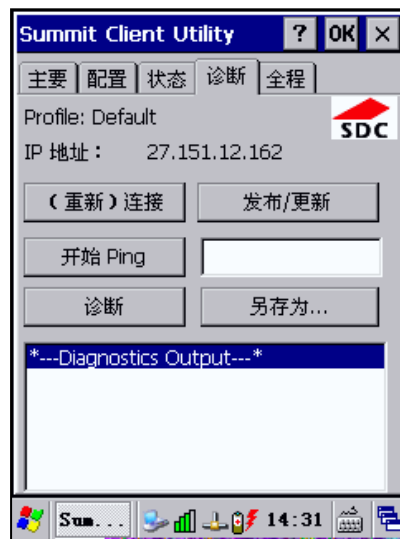 Summit Client Utility ? OK ×
主要 配置 状态 诊断 全程
Profile: Default
SDC
IP 地址： 27.151.12.162
（重新）连接 发布/更新
开始 Ping
诊断 另存为...
*---Diagnostics Output---*
Sum... 14:31